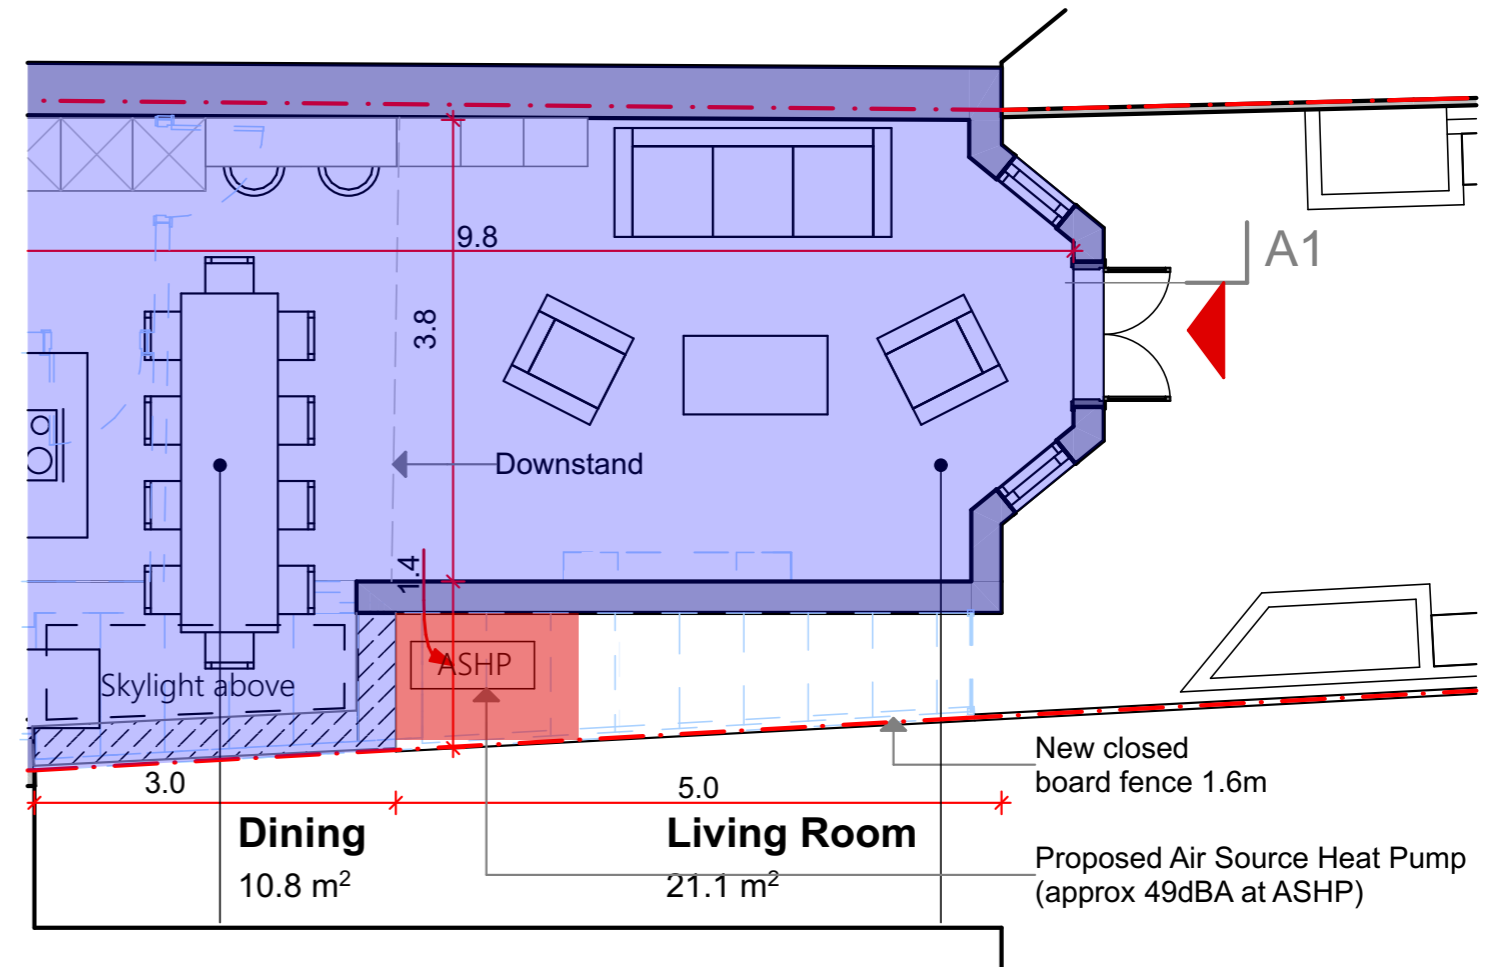 A1
9.8
3.8
Downstand
1.4
ASHP
Skylight above
New closed
board fence 1.6m
3.0
5.0
Dining
10.8 m²
Living Room
21.1 m²
Proposed Air Source Heat Pump
(approx 49dBA at ASHP)